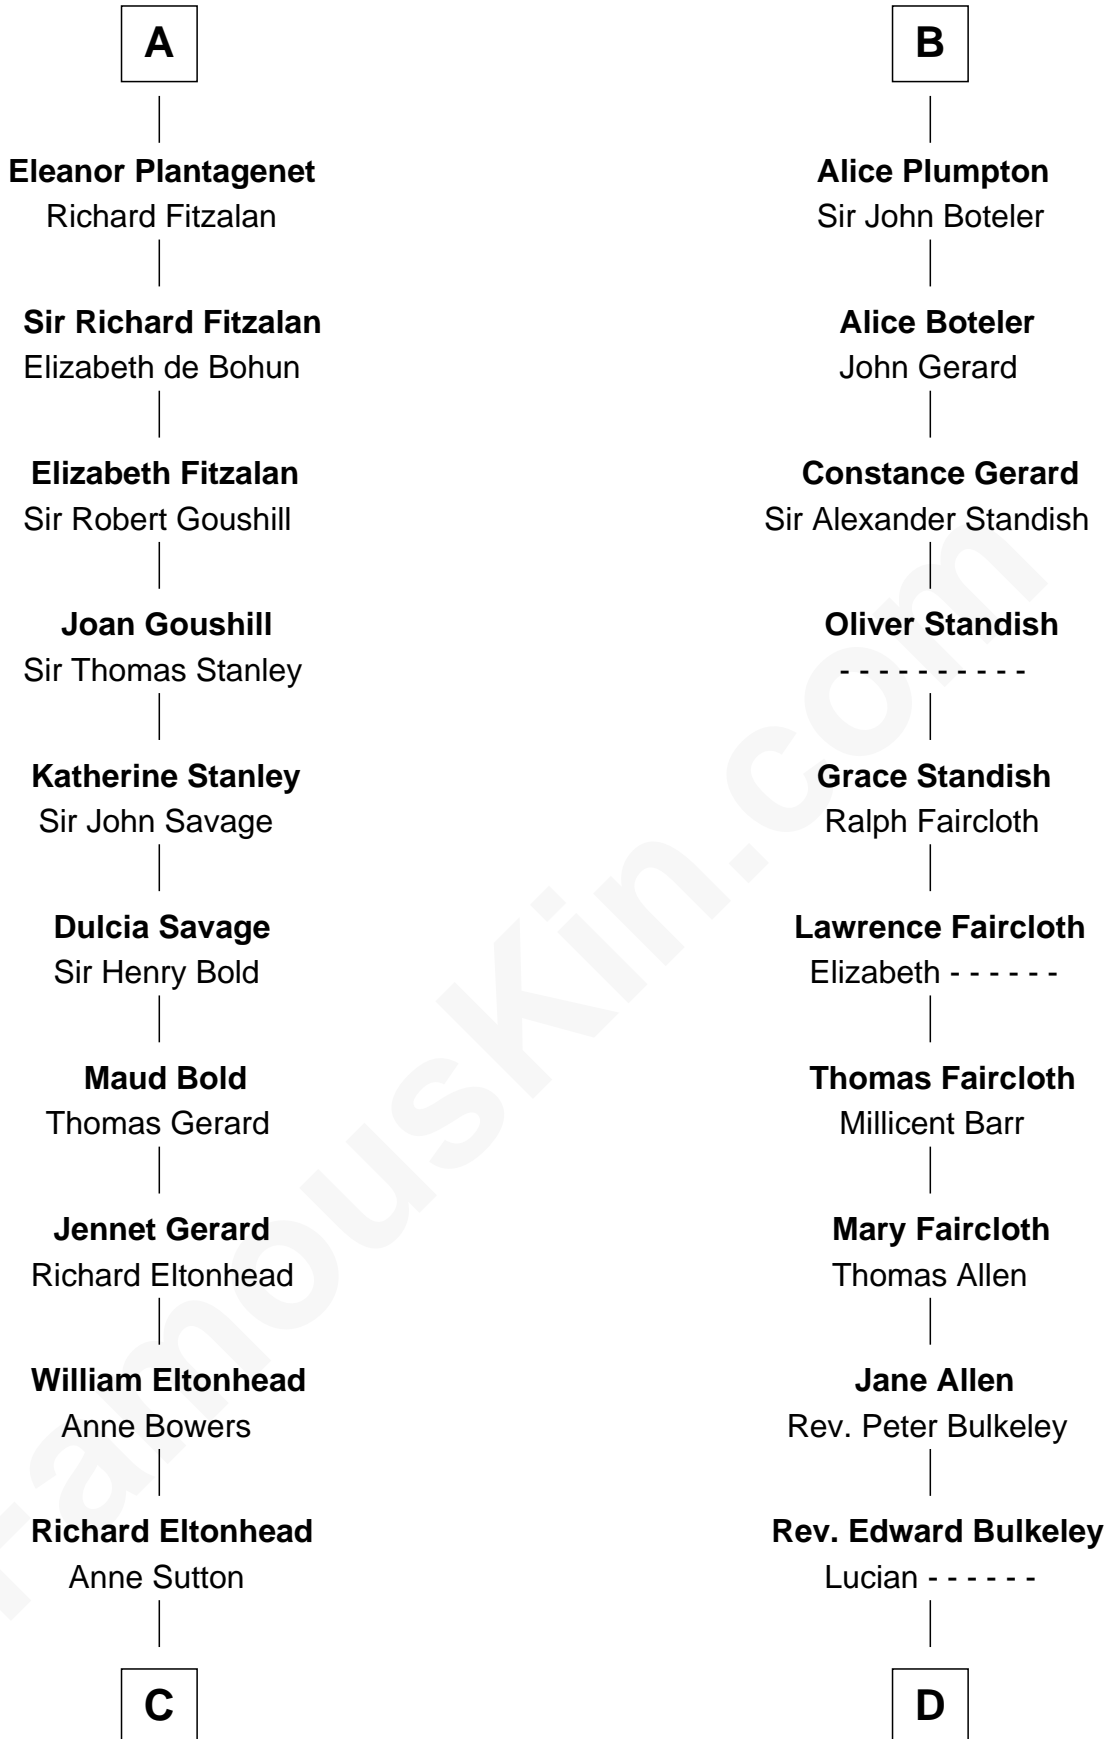 A
Eleanor Plantagenet
Richard Fitzalan
Sir Richard Fitzalan
Elizabeth de Bohun
Elizabeth Fitzalan
Sir Robert Goushill
Joan Goushill
Sir Thomas Stanley
Katherine Stanley
Sir John Savage
Dulcia Savage
Sir Henry Bold
Maud Bold
Thomas Gerard
Jennet Gerard
Richard Eltonhead
William Eltonhead
Anne Bowers
Richard Eltonhead
Anne Sutton
C
B
Alice Plumpton
Sir John Boteler
Alice Boteler
John Gerard
Constance Gerard
Sir Alexander Standish
Oliver Standish
- - - - - - - - - -
Grace Standish
Ralph Faircloth
Lawrence Faircloth
Elizabeth - - - - - -
Thomas Faircloth
Millicent Barr
Mary Faircloth
Thomas Allen
Jane Allen
Rev. Peter Bulkeley
Rev. Edward Bulkeley
Lucian - - - - - -
D
FamousKin.com